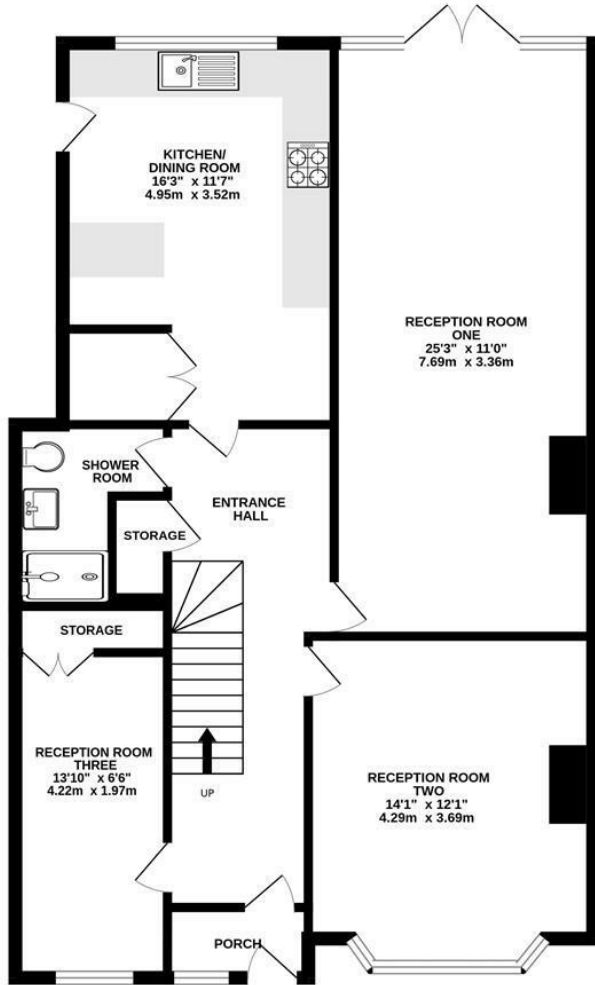 KITCHEN/
DINING ROOM
16'3" x 11'7"
4.95m x 3.52m
RECEPTION ROOM
ONE
25'3" x 11'0"
7.69m x 3.36m
SHOWER
ROOM
ENTRANCE
HALL
STORAGE
STORAGE
RECEPTION ROOM
THREE
13'10" x 6'6"
4.22m x 1.97m
UP
RECEPTION ROOM
TWO
14'1" x 12'1"
4.29m x 3.69m
PORCH